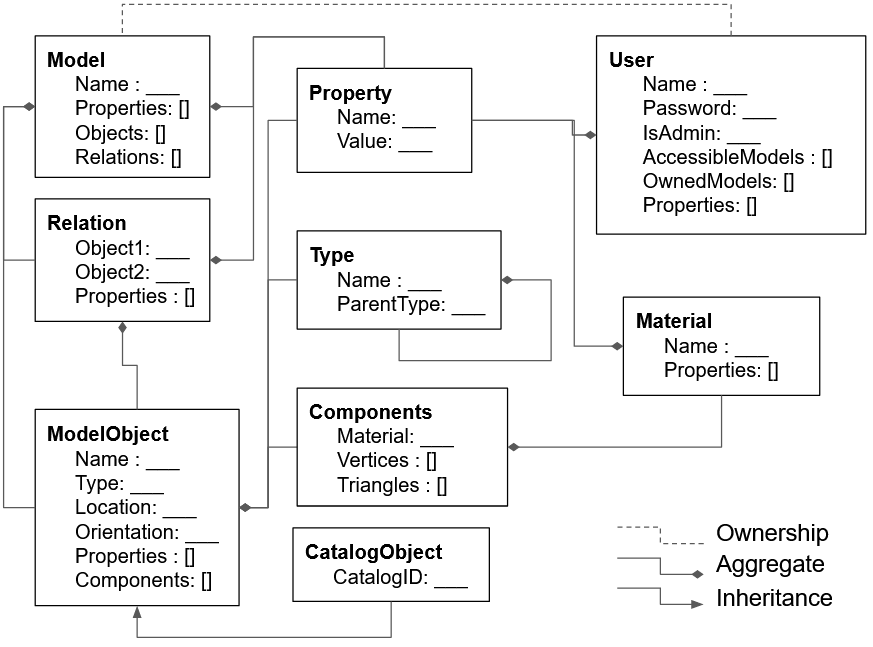 Model
Name : ___
Properties: []
Objects: []
Relations: []
Relation
Object1: ___
Object2: ___
Properties : []
ModelObject
Name : ___
Type: ___
Location: ___
Orientation: ___
Properties : []
Components: []
Property
Name: ___
Value: ___
Type
Name : ___
ParentType: ___
Components
Material: ___
Vertices : []
Triangles : []
CatalogObject
CatalogID: ___
User
Name : ___
Password: ___
IsAdmin: ___
AccessibleModels : []
OwnedModels: []
Properties: []
Material
Name : ___
Properties: []
Ownership
Aggregate
Inheritance